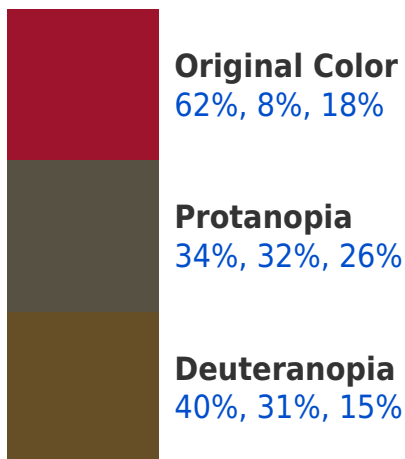 Original Color
62%, 8%, 18%
Protanopia
34%, 32%, 26%
Deuteranopia
40%, 31%, 15%